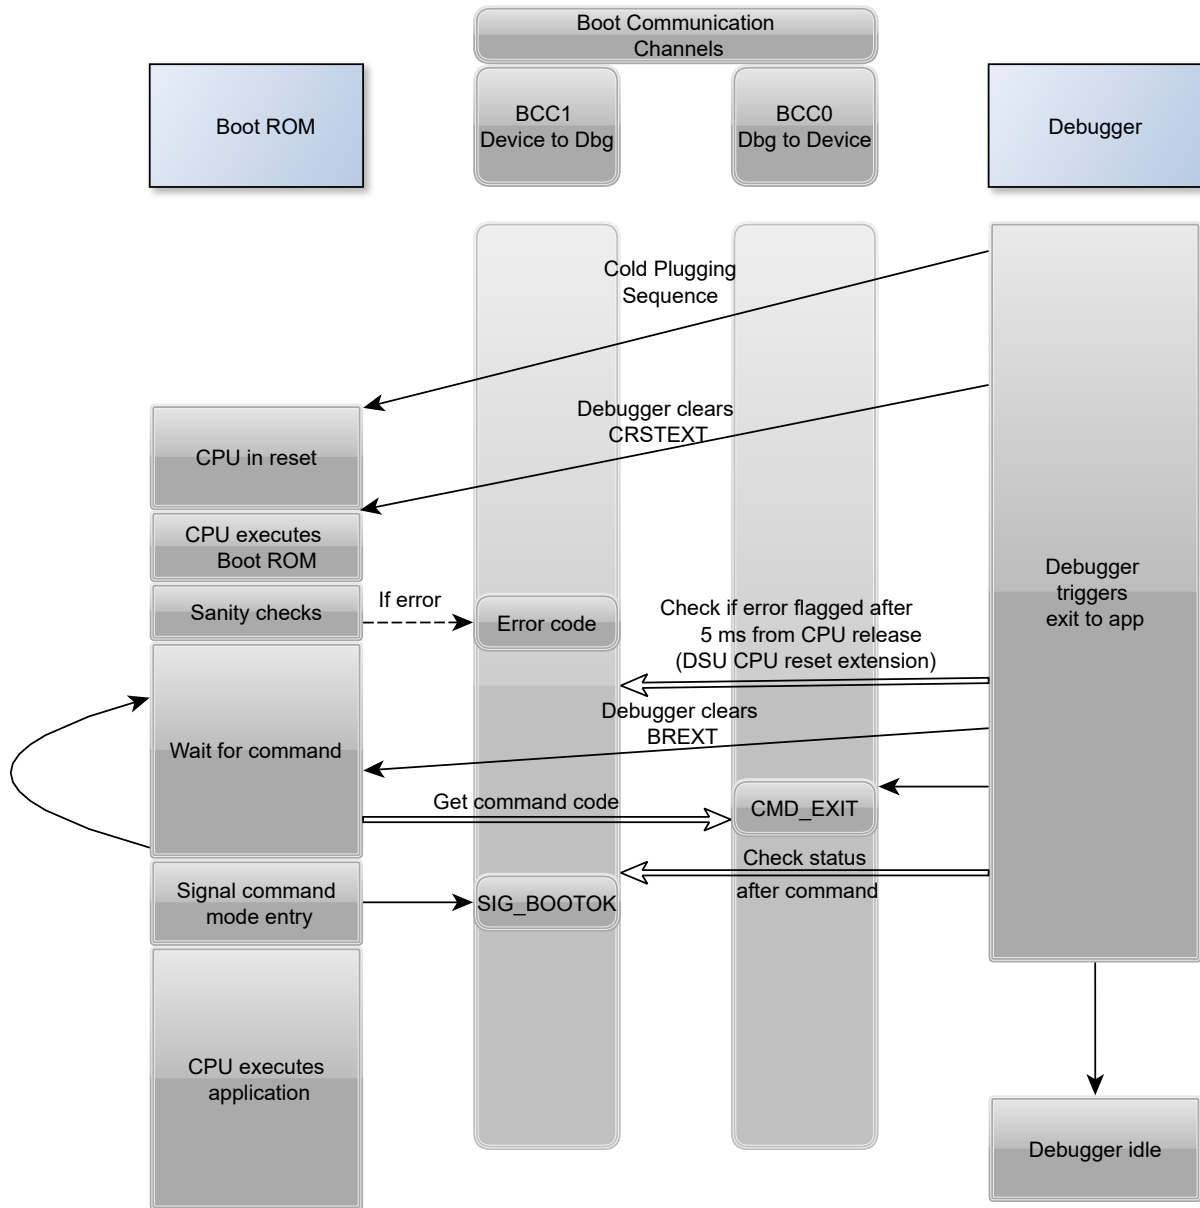 Boot Communication
Channels
Boot ROM
BCC1
Device to Dbg
BCC0
Dbg to Device
Debugger
Cold Plugging
Sequence
Debugger clears
CRSTEXT
CPU in reset
CPU executes
Boot ROM
Sanity checks
If error
Error code
Check if error flagged after
5 ms from CPU release
(DSU CPU reset extension)
Debugger
triggers
exit to app
Debugger clears
BREXT
Wait for command
Get command code
CMD_EXIT
Check status
after command
Signal command
mode entry
SIG_BOOTOK
CPU executes
application
Debugger idle